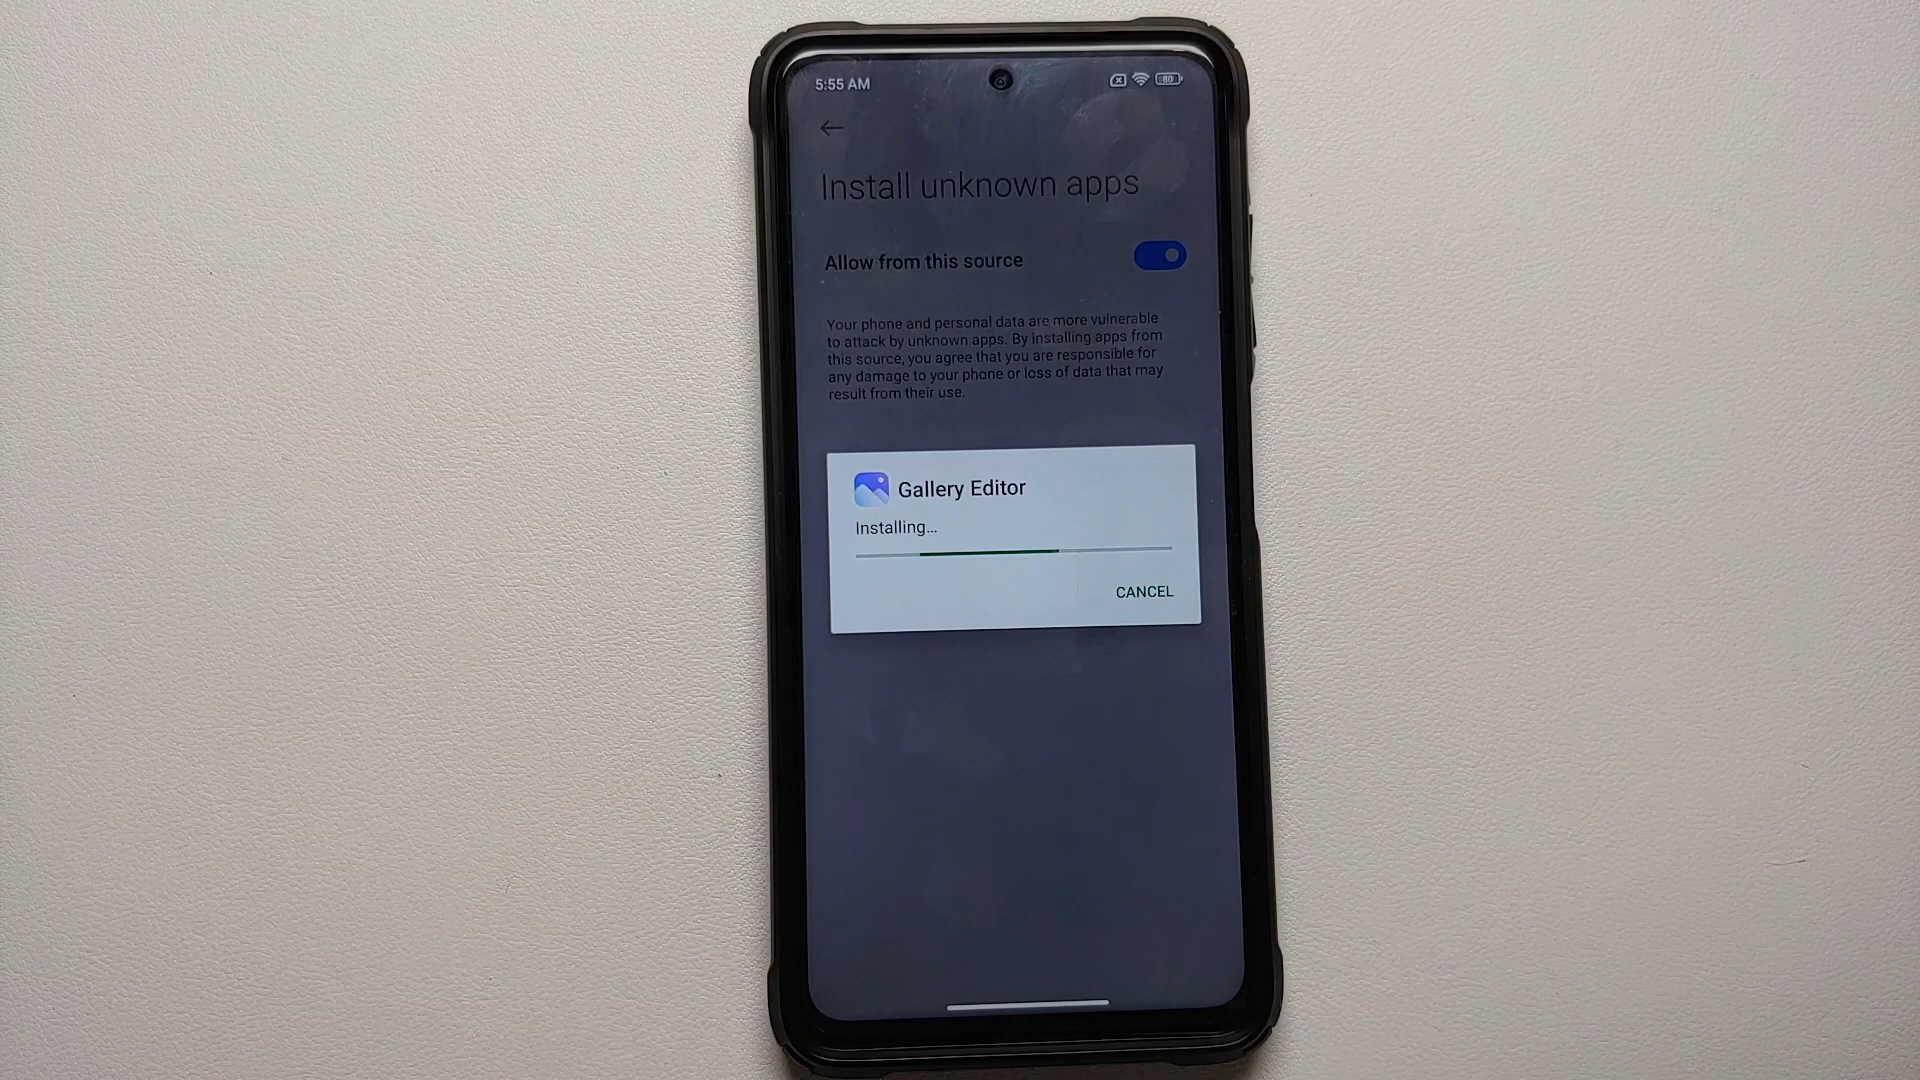 5:55 AM
80
Install unknown apps
Allow from this source
Your phone and personal data are more vulnerable
to attack by unknown apps. By installing apps from
this source, you agree that you are responsible for
any damage to your phone or loss of data that may
result from their use.
Gallery Editor
Installing...
CANCEL